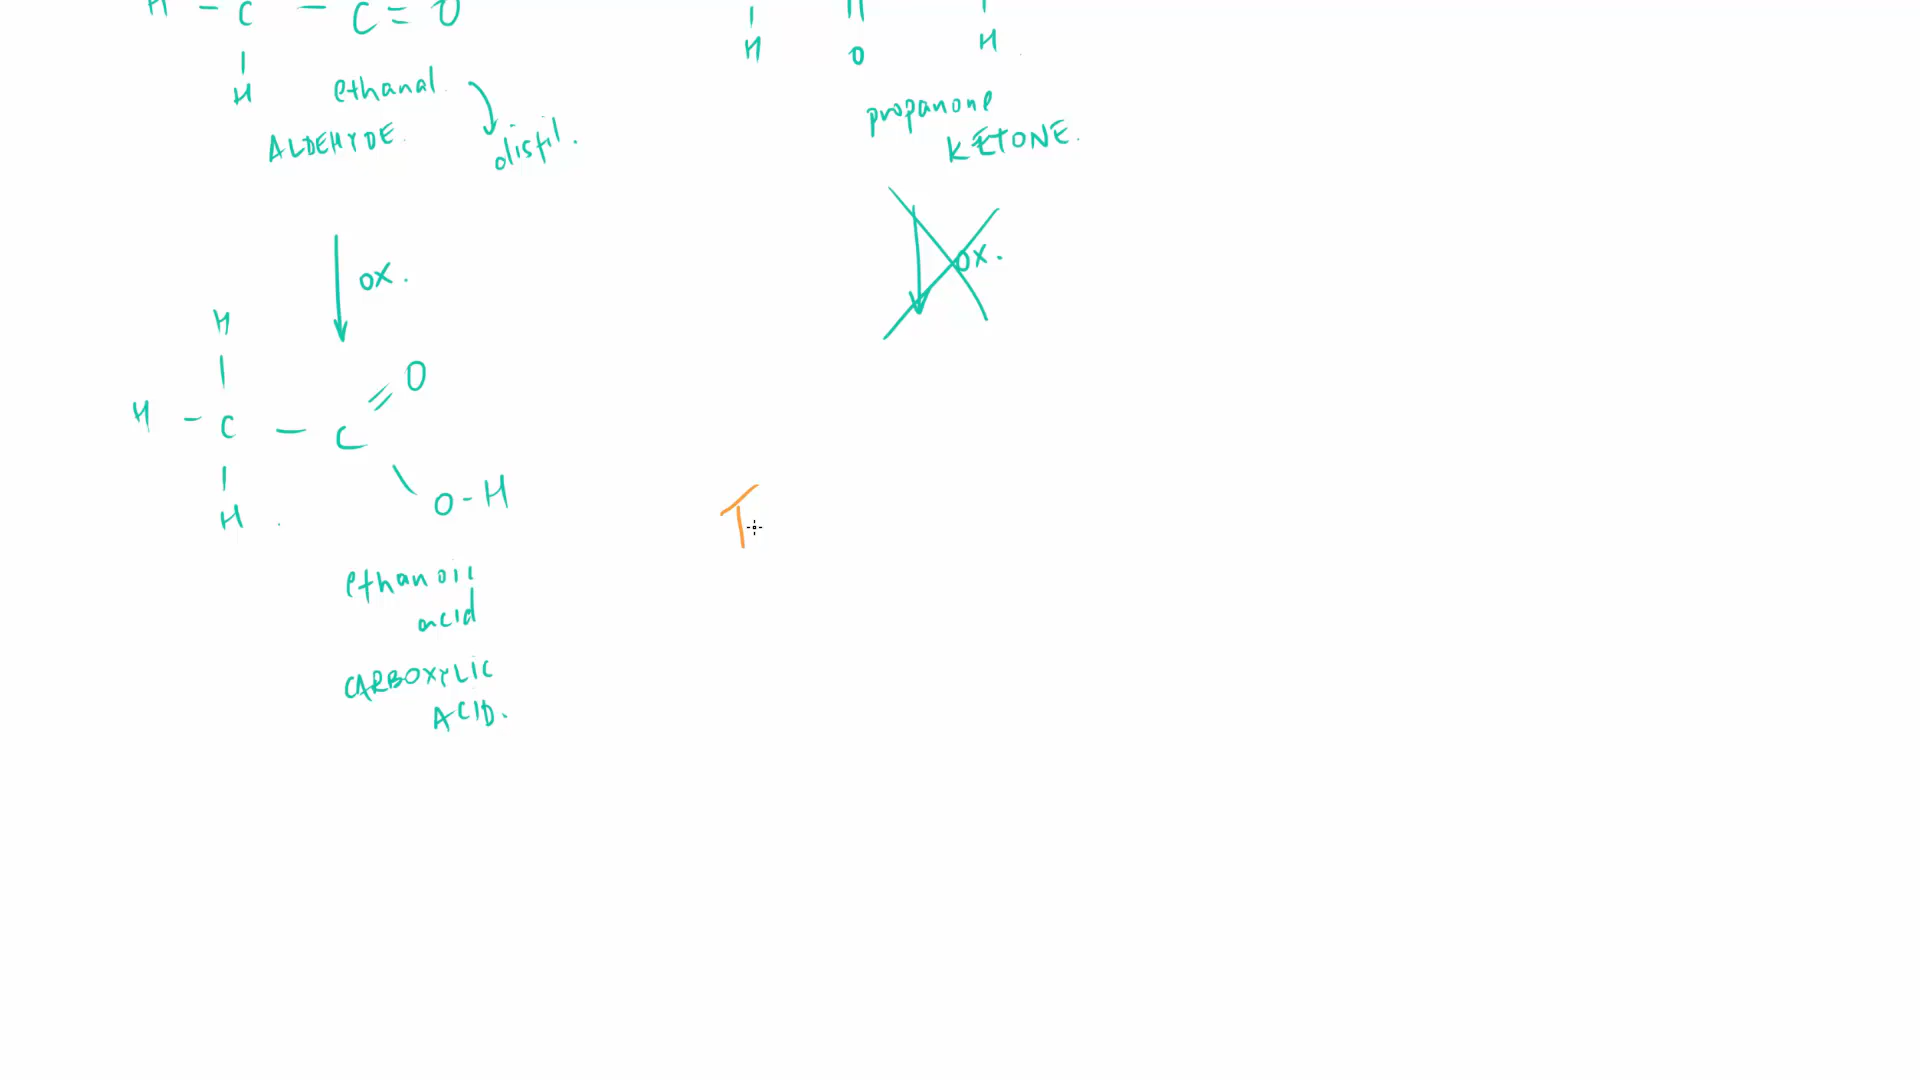 H - C - C = O
H
ethanal
distil.
ALDEHYDE.
H
O
H
propanone
KETONE.
ox.
ox.
H
O
H - C - C
O - H
H
ethanoic
acid
CARBOXYLIC
ACID.
T